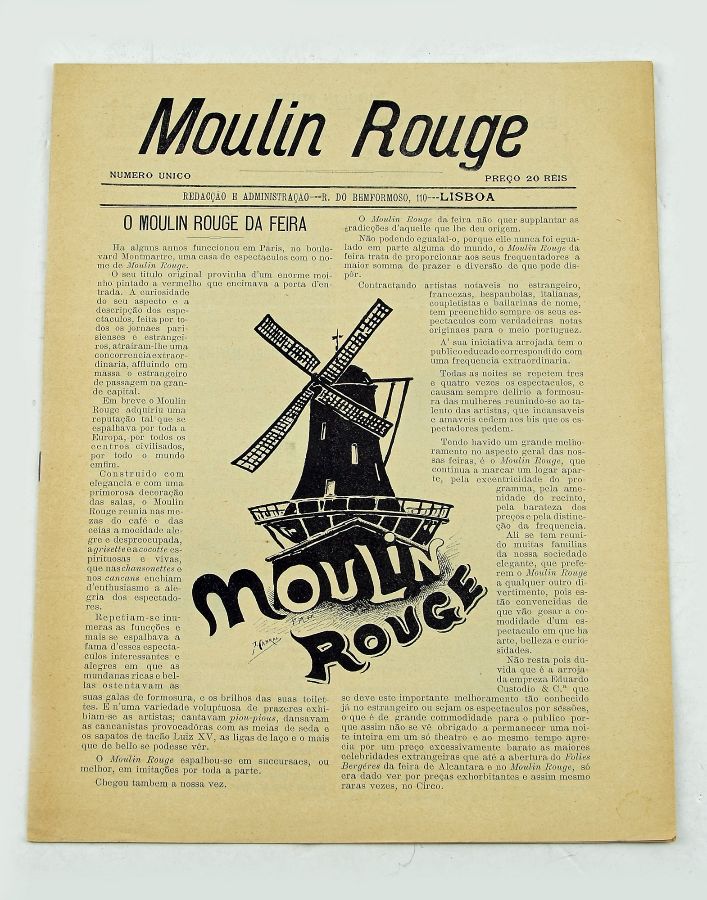 Moulin Rouge
NUMERO UNICO
PREÇO 20 RÉIS
REDACÇÃO E ADMINISTRAÇAO—R. DO BEMFORMOSO, 110—LISBOA
O MOULIN ROUGE DA FEIRA
Ha alguns annos funccionou em Paris, no boule-
vard Montmartre, uma casa de espectaculos com o no-
me de Moulin Rouge.
O seu titulo original provinha d'um enorme moi-
nho pintado a vermelho que encimava a porta d'en-
trada. A curiosidade
do seu aspecto e a
descripção dos espe-
ctaculos, feita por to-
dos os jornaes pari-
sienses e estrangei-
ros, atraíram-lhe uma
concorrencia extraor-
dinaria, affluindo em
massa o estrangeiro
de passagem na gran-
de capital.
Em breve o Moulin
Rouge adquiriu uma
reputação tal que se
espalhava por toda a
Europa, por todos os
centros civilisados,
por todo o mundo
emfim.
Construido com
elegancia e com uma
primorosa decoração
das salas, o Moulin
Rouge reunia nas me-
zas do café e das
ceias a mocidade ale-
gre e despreoccupada,
a grisette e a cocotte es-
pirituosas e vivas,
que nas chansonettes e
nos cancans enchiam
d'enthusiasmo a ale-
gria dos espectado-
res.
Repetiam-se inu-
meras as funcções e
mais se espalhava a
fama d'esses especta-
culos interessantes e
alegres em que as
mundanas ricas e bel-
las ostentavam as
suas galas de formosura, e os brilhos das suas toilet-
tes. E n'uma variedade voluptuosa de prazeres exhi-
biam-se as artistas; cantavam piou-pious, dansavam
as cancanistas provocadoras com as meias de seda e
os sapatos de tacão Luiz XV, as ligas de laço e o mais
que de bello se podesse vêr.
O Moulin Rouge espalhou-se em succursaes, ou
melhor, em imitações por toda a parte.
Chegou tambem a nossa vez.
O Moulin Rouge da feira não quer supplantar as
tradicções d'aquelle que lhe deu origem.
Não podendo egualal-o, porque elle nunca foi egua-
lado em parte alguma do mundo, o Moulin Rouge da
feira trata de proporcionar aos seus frequentadores a
maior somma de prazer e diversão de que pode dis-
pôr.
Contractando artistas notaveis no estrangeiro,
francezas, hespanholas, italianas,
coupletistas e bailarinas de nome,
tem preenchido sempre os seus es-
pectaculos com verdadeiras notas
originaes para o meio portuguez.
A' sua iniciativa arrojada tem o
publico educado correspondido com
uma frequencia extraordinaria.
Todas as noites se repetem tres
e quatro vezes os espectaculos, e
causam sempre delirio a formosu-
ra das mulheres reunindo-se ao ta-
lento das artistas, que incansaveis
e amaveis cedem aos bis que os es-
pectadores pedem.
Tendo havido um grande melho-
ramento no aspecto geral das nos-
sas feiras, é o Moulin Rouge, que
continua a marcar um logar apar-
te, pela excentricidade do pro-
gramma, pela ame-
nidade do recinto,
pela barateza dos
preços e pela distinc-
ção da frequencia.
Ali se tem reuni-
do muitas familias
da nossa sociedade
elegante, que prefe-
rem o Moulin Rouge
a qualquer outro di-
vertimento, pois es-
tão convencidas de
que vão gosar a co-
modidade d'um es-
pectaculo em que ha
arte, belleza e curio-
sidades.
Não resta pois du-
vida que é a arroja-
da empreza Eduardo
Custodio & C.ª que
se deve este importante melhoramento tão conhecido
já no estrangeiro ou sejam os espectaculos por sessões,
o que é de grande commodidade para o publico por-
que assim não se vê obrigado a permanecer uma noi-
te inteira em um só theatro e ao mesmo tempo apre-
cia por um preço excessivamente barato as maiores
celebridades extrangeiras que até a abertura do Folies
Bergéres da feira de Alcantara e no Moulin Rouge, só
era dado ver por preças exhorbitantes e assim mesmo
raras vezes, no Circo.
MOULIN
ROUGE